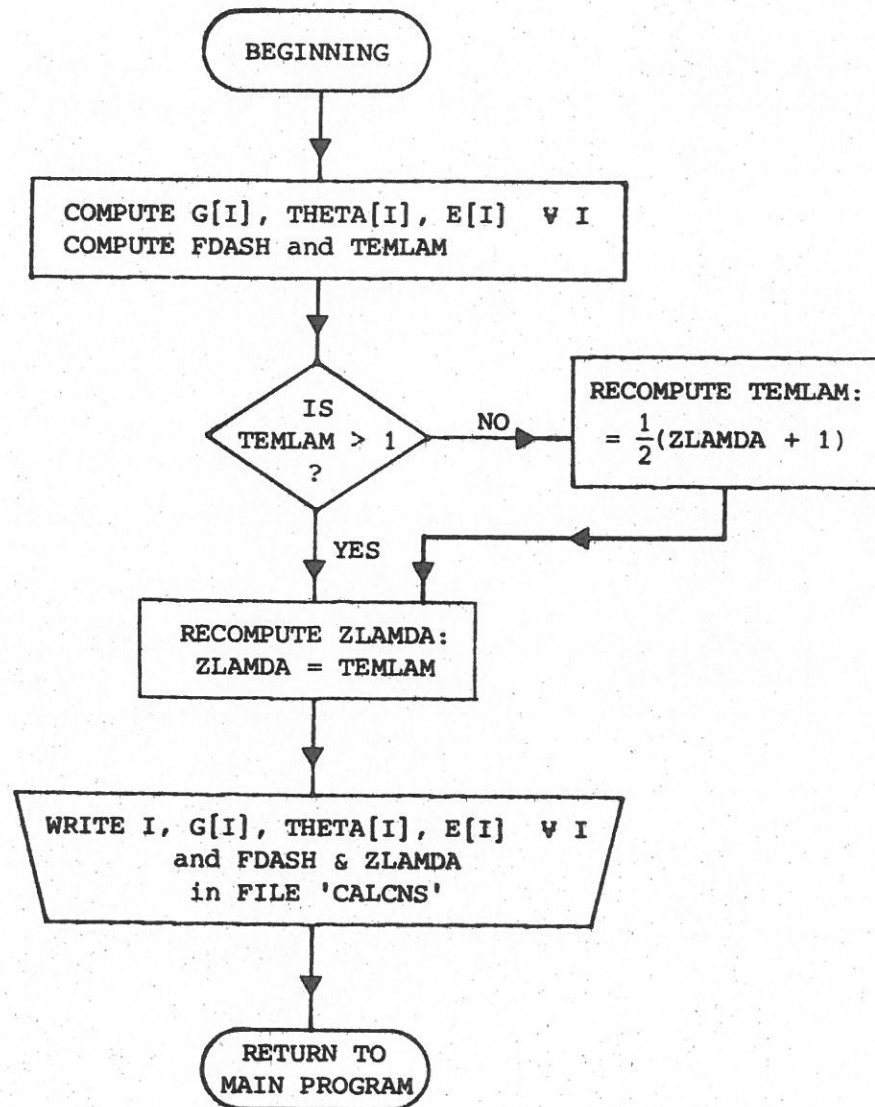 BEGINNING
COMPUTE G[I], THETA[I], E[I] ∀ I
COMPUTE FDASH and TEMLAM
IS
TEMLAM > 1
?
NO
RECOMPUTE TEMLAM:
= 1/2(ZLAMDA + 1)
YES
RECOMPUTE ZLAMDA:
ZLAMDA = TEMLAM
WRITE I, G[I], THETA[I], E[I] ∀ I
and FDASH & ZLAMDA
in FILE 'CALCNS'
RETURN TO
MAIN PROGRAM